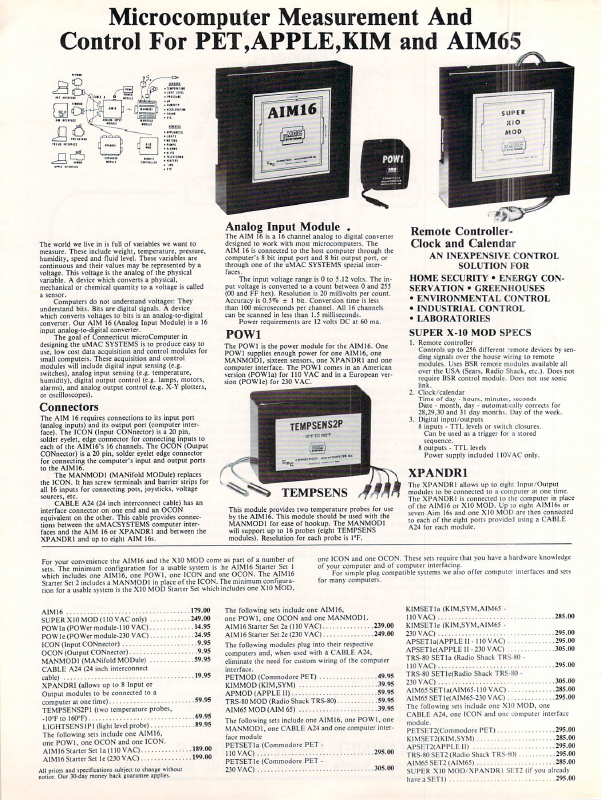 Microcomputer Measurement And
Control For PET,APPLE,KIM and AIM65
AIM16
POW1
SUPER
X10
MOD
The world we live in is full of variables we want to
measure. These include weight, temperature, pressure,
humidity, speed and fluid level. These variables are
continuous and their values may be represented by a
voltage. This voltage is the analog of the physical
variable. A device which converts a physical,
mechanical or chemical quantity to a voltage is called
a sensor.
Computers do not understand voltages: They
understand bits. Bits are digital signals. A device
which converts voltages to bits is an analog-to-digital
converter. Our AIM 16 (Analog Input Module) is a 16
input analog-to-digital converter.
The goal of Connecticut microComputer in
designing the uMAC SYSTEMS is to produce easy to
use, low cost data acquisition and control modules for
small computers. These acquisition and control
modules will include digital input sensing (e.g.
switches), analog input sensing (e.g. temperature,
humidity), digital output control (e.g. lamps, motors,
alarms), and analog output control (e.g. X-Y plotters,
or oscilloscopes).
Connectors
The AIM 16 requires connections to its input port
(analog inputs) and its output port (computer inter-
face). The ICON (Input CONnector) is a 20 pin,
solder eyelet, edge connector for connecting inputs to
each of the AIM16's 16 channels. The OCON (Output
CONnector) is a 20 pin, solder eyelet edge connector
for connecting the computer's input and output ports
to the AIM16.
The MANMOD1 (MANifold MODule) replaces
the ICON. It has screw terminals and barrier strips for
all 16 inputs for connecting pots, joysticks, voltage
sources, etc.
CABLE A24 (24 inch interconnect cable) has an
interface connector on one end and an OCON
equivalent on the other. This cable provides connec-
tions between the uMACSYSTEMS computer inter-
faces and the AIM 16 or XPANDR1 and between the
XPANDR1 and up to eight AIM 16s.
Analog Input Module .
The AIM 16 is a 16 channel analog to digital converter
designed to work with most microcomputers. The
AIM 16 is connected to the host computer through the
computer's 8 bit input port and 8 bit output port, or
through one of the uMAC SYSTEMS special inter-
faces.
The input voltage range is 0 to 5.12 volts. The in-
put voltage is converted to a count between 0 and 255
(00 and FF hex). Resolution is 20 millivolts per count.
Accuracy is 0.5% ± 1 bit. Conversion time is less
than 100 microseconds per channel. All 16 channels
can be scanned in less than 1.5 milliseconds.
Power requirements are 12 volts DC at 60 ma.
POW1
The POW1 is the power module for the AIM16. One
POW1 supplies enough power for one AIM16, one
MANMOD1, sixteen sensors, one XPANDR1 and one
computer interface. The POW1 comes in an American
version (POW1a) for 110 VAC and in a European ver-
sion (POW1e) for 230 VAC.
TEMPSENS2P
TEMPSENS
This module provides two temperature probes for use
by the AIM16. This module should be used with the
MANMOD1 for ease of hookup. The MANMOD1
will support up to 16 probes (eight TEMPSENS
modules). Resolution for each probe is 1°F.
Remote Controller-
Clock and Calendar
AN INEXPENSIVE CONTROL
SOLUTION FOR
HOME SECURITY • ENERGY CON-
SERVATION • GREENHOUSES
• ENVIRONMENTAL CONTROL
• INDUSTRIAL CONTROL
• LABORATORIES
SUPER X-10 MOD SPECS
1. Remote controller
Controls up to 256 different remote devices by sen-
ding signals over the house wiring to remote
modules. Uses BSR remote modules available all
over the USA (Sears, Radio Shack, etc.). Does not
require BSR control module. Does not use sonic
link.
2. Clock/calendar
Time of day - hours, minutes, seconds
Date - month, day - automatically corrects for
28,29,30 and 31 day months. Day of the week.
3. Digital input/outputs
8 inputs - TTL levels or switch closures.
Can be used as a trigger for a stored
sequence.
8 outputs - TTL levels
Power supply included 110VAC only.
XPANDR1
The XPANDR1 allows up to eight Input/Output
modules to be connected to a computer at one time.
The XPANDR1 is connected to the computer in place
of the AIM16 or X10 MOD. Up to eight AIM16s or
seven Aim 16s and one X10 MOD are then connected
to each of the eight ports provided using a CABLE
A24 for each module.
For your convenience the AIM16 and the X10 MOD come as part of a number of
sets. The minimum configuration for a usable system is the AIM16 Starter Set 1
which includes one AIM16, one POW1, one ICON and one OCON. The AIM16
Starter Set 2 includes a MANMOD1 in place of the ICON. The minimum configura-
tion for a usable system is the X10 MOD Starter Set which includes one X10 MOD,
one ICON and one OCON. These sets require that you have a hardware knowledge
of your computer and of computer interfacing.
For simple plug compatible systems we also offer computer interfaces and sets
for many computers.
AIM16 179.00
SUPER X10 MOD (110 VAC only) 249.00
POW1a (POWer module-110 VAC) 14.95
POW1e (POWer module-230 VAC) 24.95
ICON (Input CONnector) 9.95
OCON (Output CONnector) 9.95
MANMOD1 (MANifold MODule) 59.95
CABLE A24 (24 inch interconnect
cable) 19.95
XPANDR1 (allows up to 8 Input or
Output modules to be connected to a
computer at one time) 59.95
TEMPSENS2P1 (two temperature probes,
-10°F to 160°F) 69.95
LIGHTSENS1P1 (light level probe) 89.95
The following sets include one AIM16,
one POW1, one OCON and one ICON.
AIM16 Starter Set 1a (110 VAC) 189.00
AIM16 Starter Set 1e (230 VAC) 199.00
All prices and specifications subject to change without
notice. Our 30-day money back guarantee applies.
The following sets include one AIM16,
one POW1, one OCON and one MANMOD1.
AIM16 Starter Set 2a (110 VAC) 239.00
AIM16 Starter Set 2e (230 VAC) 249.00
The following modules plug into their respective
computers and, when used with a CABLE A24,
eliminate the need for custom wiring of the computer
interface.
PETMOD (Commodore PET) 49.95
KIMMOD (KIM,SYM) 39.95
APMOD (APPLE II) 59.95
TRS-80 MOD (Radio Shack TRS-80) 59.95
AIM65 MOD (AIM 65) 39.95
The following sets include one AIM16, one POW1, one
MANMOD1, one CABLE A24 and one computer inter-
face module
PETSET1a (Commodore PET -
110 VAC) 295.00
PETSET1e (Commodore PET -
230 VAC) 305.00
KIMSET1a (KIM,SYM,AIM65 -
110 VAC) 285.00
KIMSET1e (KIM,SYM,AIM65 -
230 VAC) 295.00
APSET1a(APPLE II - 110 VAC) 295.00
APSET1e(APPLE II - 230 VAC) 305.00
TRS-80 SET1a (Radio Shack TRS-80 -
110 VAC) 295.00
TRS-80 SET1e (Radio Shack TRS-80 -
230 VAC) 305.00
AIM65 SET1a(AIM65-110 VAC) 285.00
AIM65 SET1e(AIM65-230 VAC) 295.00
The following sets include one X10 MOD, one
CABLE A24, one ICON and one computer interface
module.
PETSET2(Commodore PET) 295.00
KIMSET2(KIM,SYM) 285.00
APSET2(APPLE II) 295.00
TRS-80 SET2 (Radio Shack TRS-80) 295.00
AIM65 SET2 (AIM65) 285.00
SUPER X10 MOD/XPANDR1 SET2 (if you already
have a SET1) 295.00